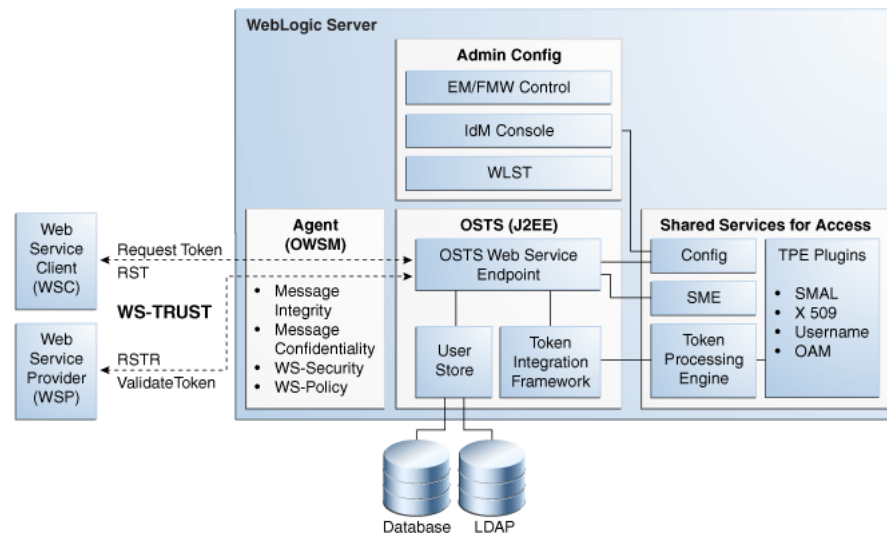 WebLogic Server
Admin Config
EM/FMW Control
IdM Console
WLST
Web
Service
Client
(WSC)
Request Token
RST
WS-TRUST
Web
Service
Provider
(WSP)
RSTR
ValidateToken
Agent
(OWSM)
• Message
Integrity
• Message
Confidentiality
• WS-Security
• WS-Policy
OSTS (J2EE)
OSTS Web Service
Endpoint
User
Store
Token
Integration
Framework
Shared Services for Access
Config
SME
Token
Processing
Engine
TPE Plugins
• SMAL
• X 509
• Username
• OAM
Database
LDAP